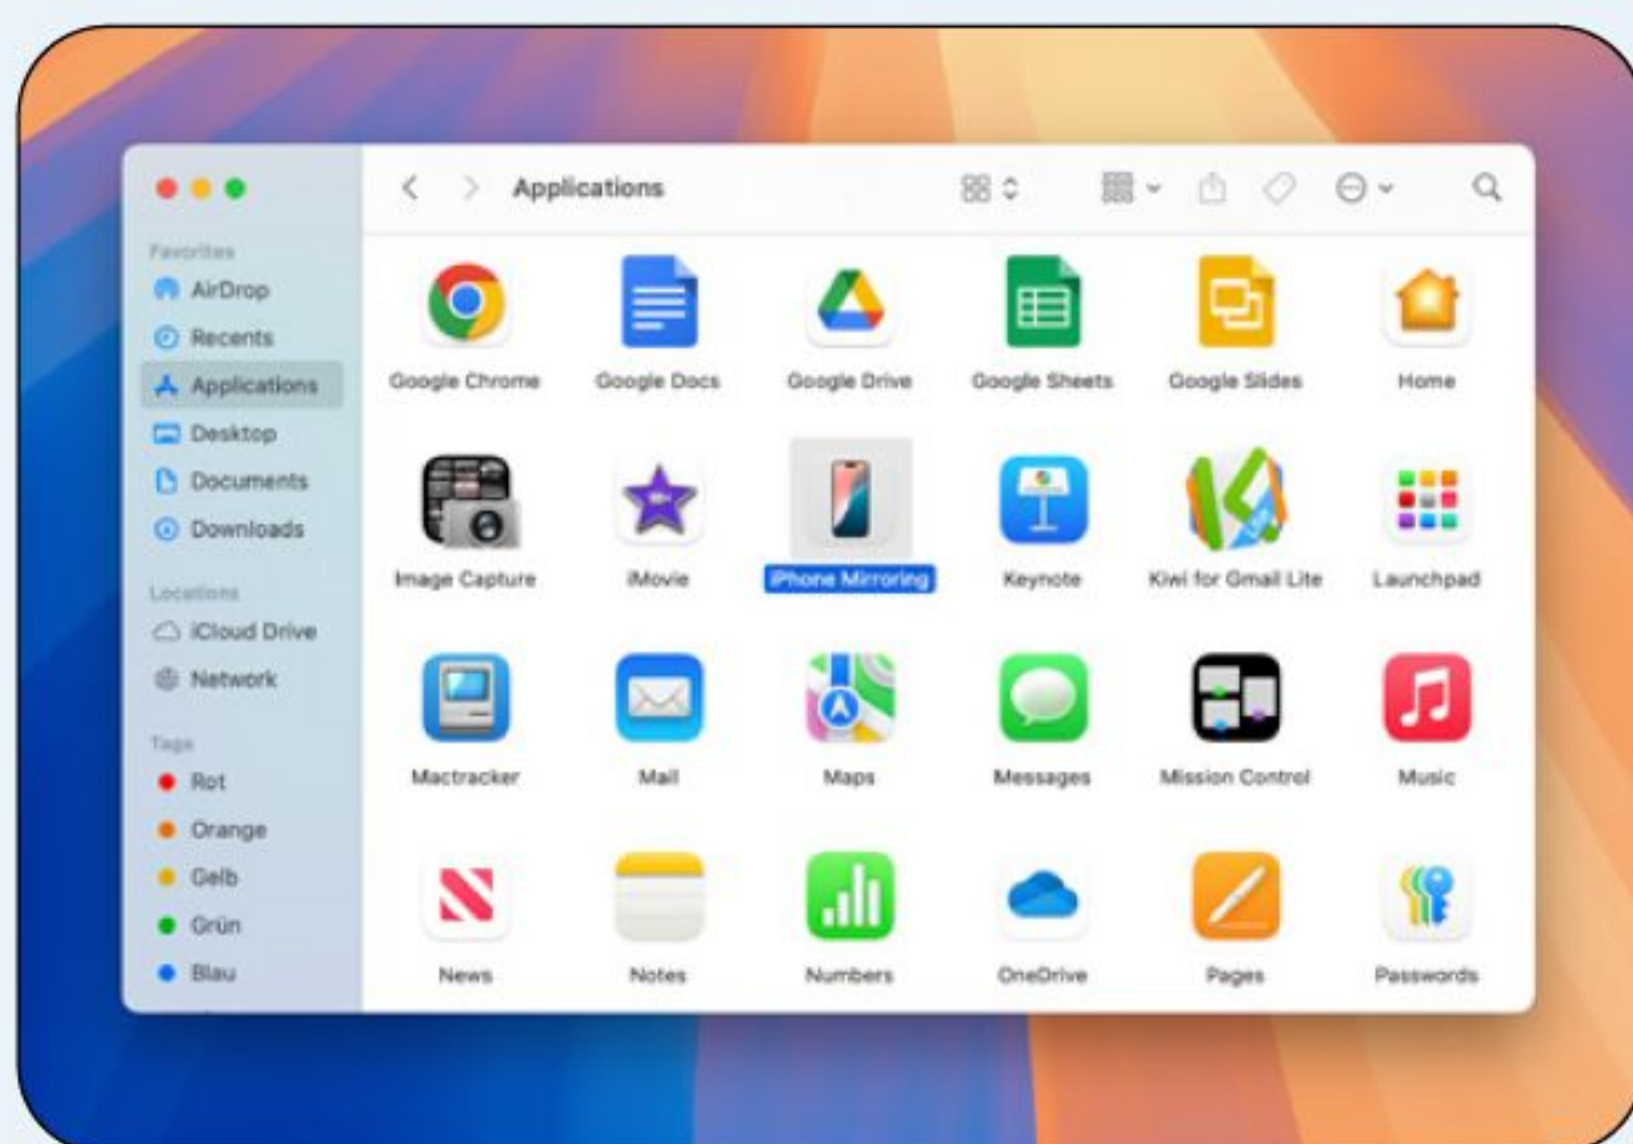 Applications
Favorites
AirDrop
Recents
Applications
Desktop
Documents
Downloads
Locations
iCloud Drive
Network
Tags
Rot
Orange
Gelb
Grün
Blau
Google Chrome
Google Docs
Google Drive
Google Sheets
Google Slides
Home
Image Capture
iMovie
iPhone Mirroring
Keynote
Kiwi for Gmail Lite
Launchpad
Mactracker
Mail
Maps
Messages
Mission Control
Music
News
Notes
Numbers
OneDrive
Pages
Passwords